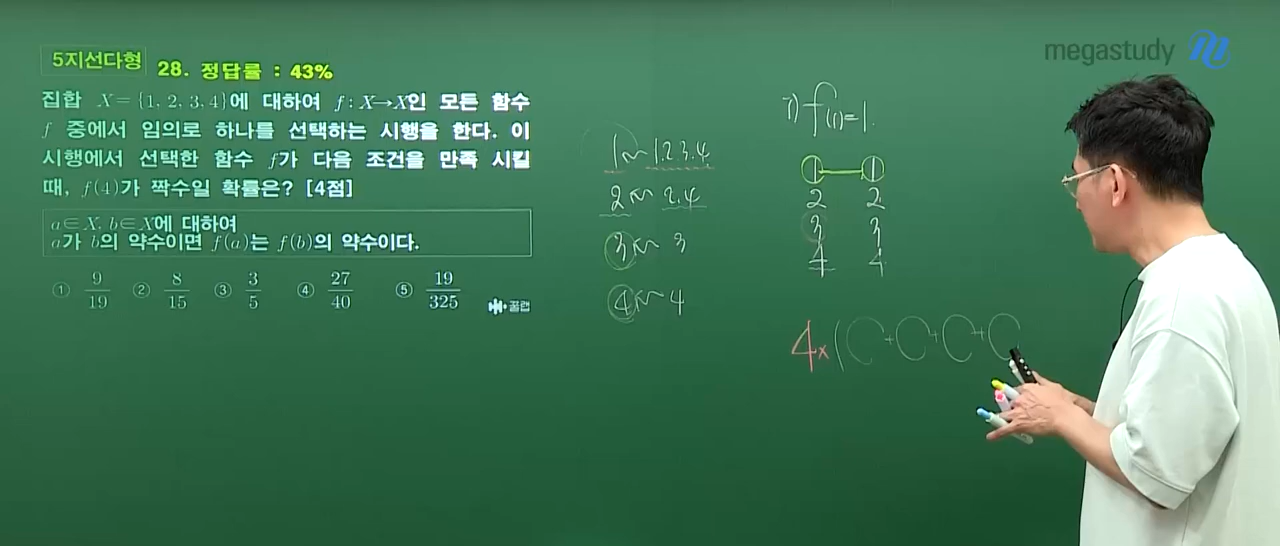 megastudy
5지선다형
28. 정답률 : 43%
집합 X={1, 2, 3, 4}에 대하여 f : X→X인 모든 함수
f 중에서 임의로 하나를 선택하는 시행을 한다. 이
시행에서 선택한 함수 f가 다음 조건을 만족 시킬
때, f(4)가 짝수일 확률은? [4점]
a∈X, b∈X에 대하여
a가 b의 약수이면 f(a)는 f(b)의 약수이다.
① 9/19 ② 8/15 ③ 3/5 ④ 27/40 ⑤ 19/325
꿀랩
1 ~ 1.2.3.4
2 ~ 2.4
3 ~ 3
4 ~ 4
i) f(1)=1.
1 1
2 2
3 3
4 4
4×(C+C+C+C